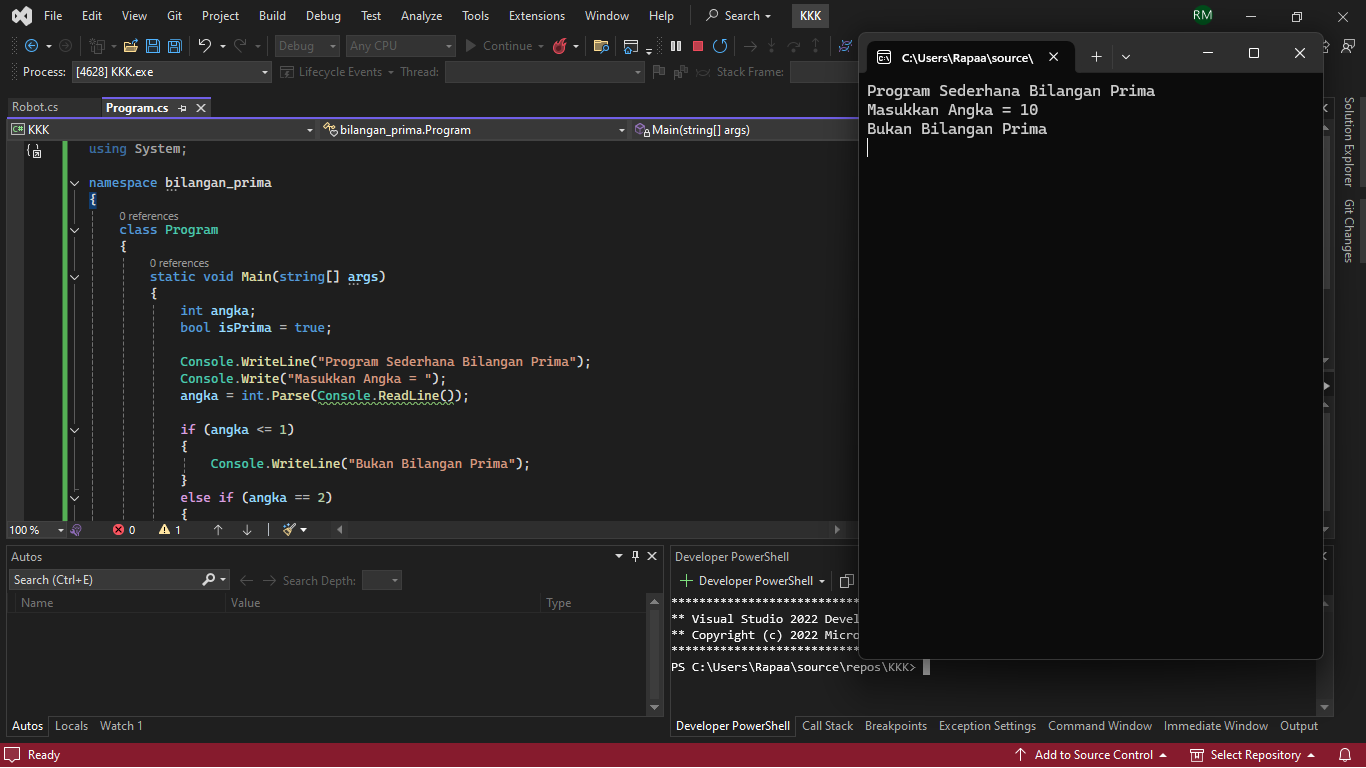 File Edit View Git Project Build Debug Test Analyze Tools Extensions Window Help Search KKK RM
Debug Any CPU Continue
Process: [4628] KKK.exe Lifecycle Events Thread: Stack Frame:
Robot.cs Program.cs
KKK bilangan_prima.Program Main(string[] args)
using System;
namespace bilangan_prima
{
0 references
class Program
{
0 references
static void Main(string[] args)
{
int angka;
bool isPrima = true;
Console.WriteLine("Program Sederhana Bilangan Prima");
Console.Write("Masukkan Angka = ");
angka = int.Parse(Console.ReadLine());
if (angka <= 1)
{
Console.WriteLine("Bukan Bilangan Prima");
}
else if (angka == 2)
{
100 % 0 1
C:\Users\Rapaa\source\
Program Sederhana Bilangan Prima
Masukkan Angka = 10
Bukan Bilangan Prima
Solution Explorer
Git Changes
Autos
Search (Ctrl+E) Search Depth:
Name Value Type
Autos Locals Watch 1
Developer PowerShell
Developer PowerShell
***************************
** Visual Studio 2022 Devel
** Copyright (c) 2022 Micro
***************************
PS C:\Users\Rapaa\source\repos\KKK>
Developer PowerShell Call Stack Breakpoints Exception Settings Command Window Immediate Window Output
Ready Add to Source Control Select Repository